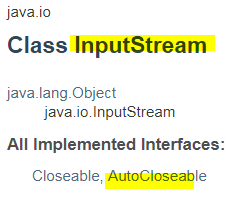 java.io
Class InputStream
java.lang.Object
java.io.InputStream
All Implemented Interfaces:
Closeable, AutoCloseable